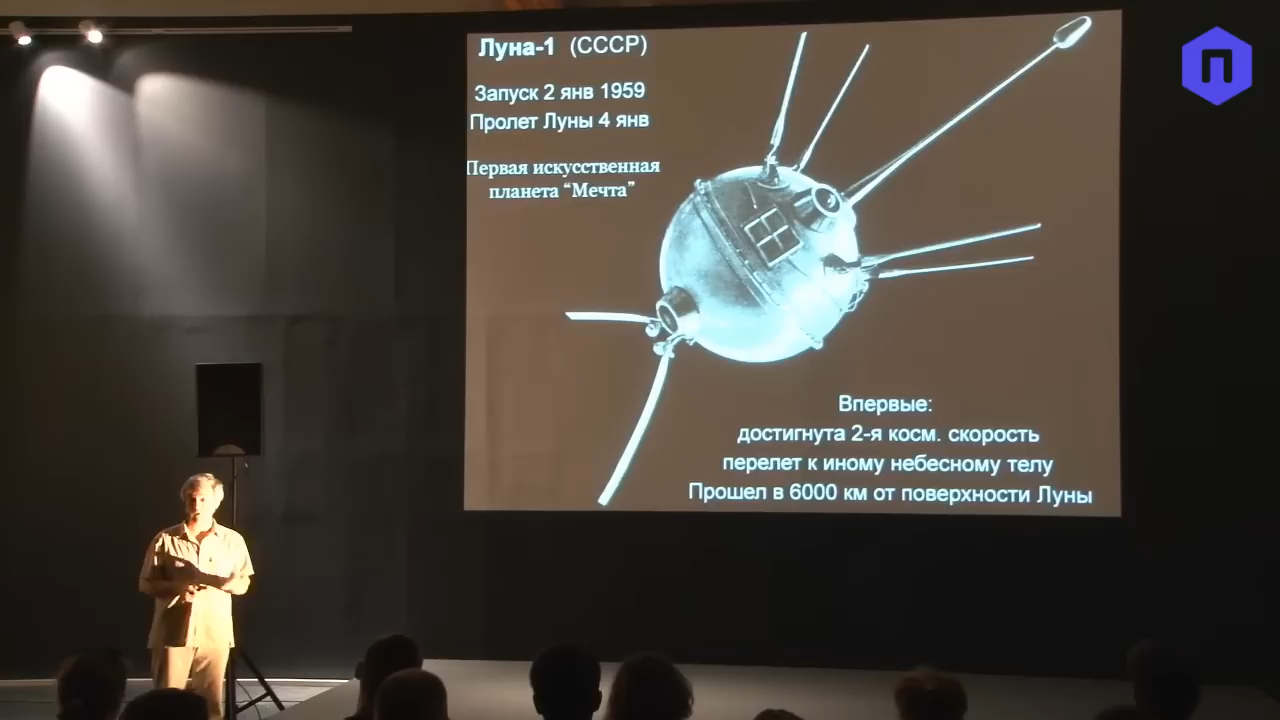 Луна-1 (СССР)
Запуск 2 янв 1959
Пролет Луны 4 янв
Первая искусственная
планета “Мечта”
Впервые:
достигнута 2-я косм. скорость
перелет к иному небесному телу
Прошел в 6000 км от поверхности Луны
П